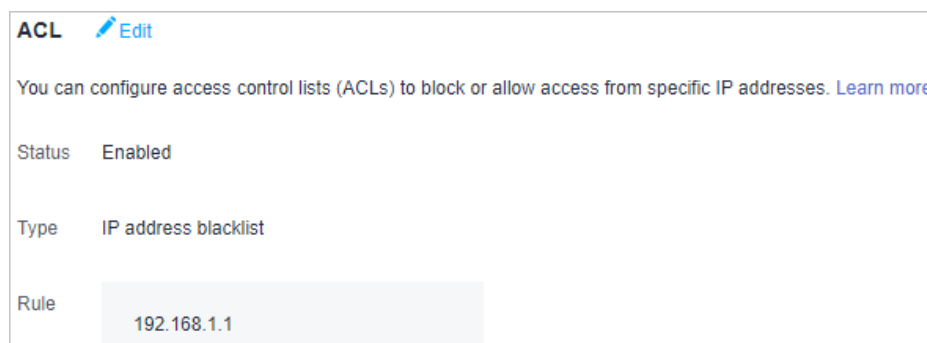 ACL Edit
You can configure access control lists (ACLs) to block or allow access from specific IP addresses. Learn more
Status Enabled
Type IP address blacklist
Rule
192.168.1.1